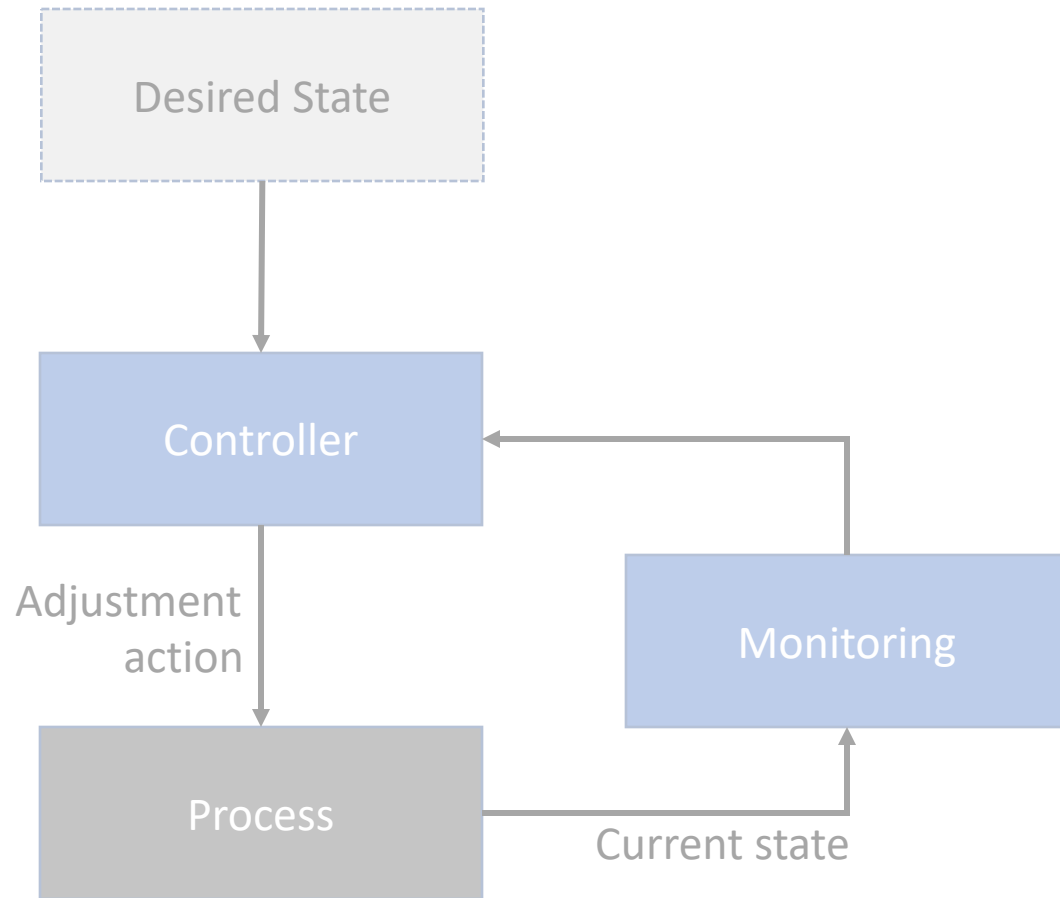 Desired State
Controller
Adjustment
action
Monitoring
Process
Current state